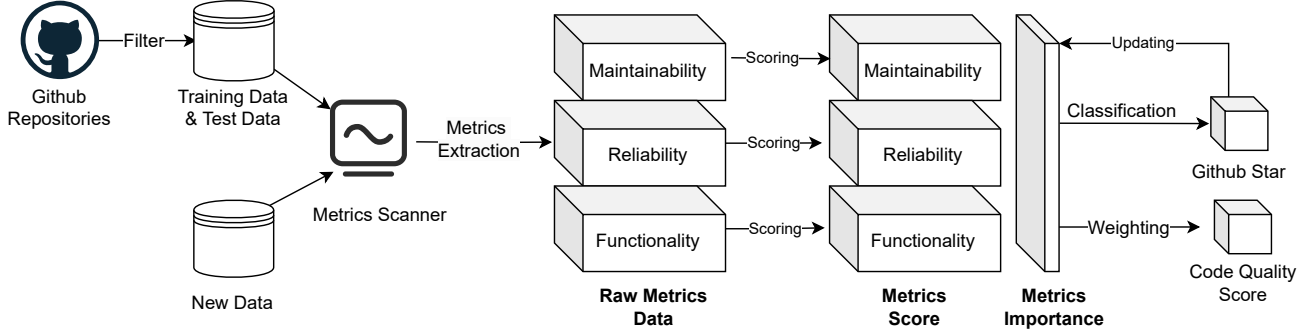 Filter
Github
Repositories
Training Data
& Test Data
New Data
Metrics Scanner
Metrics
Extraction
Maintainability
Reliability
Functionality
Raw Metrics
Data
Scoring
Scoring
Scoring
Maintainability
Reliability
Functionality
Metrics
Score
Metrics
Importance
Updating
Classification
Github Star
Weighting
Code Quality
Score